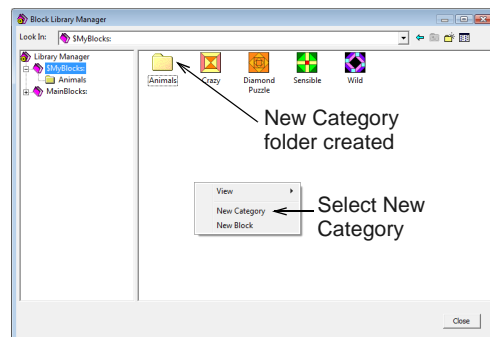 Block Library Manager
Look In: $MyBlocks:
Library Manager
$MyBlocks:
Animals
MainBlocks:
Animals Crazy Diamond Puzzle Sensible Wild
New Category
folder created
View
New Category
New Block
Select New
Category
Close